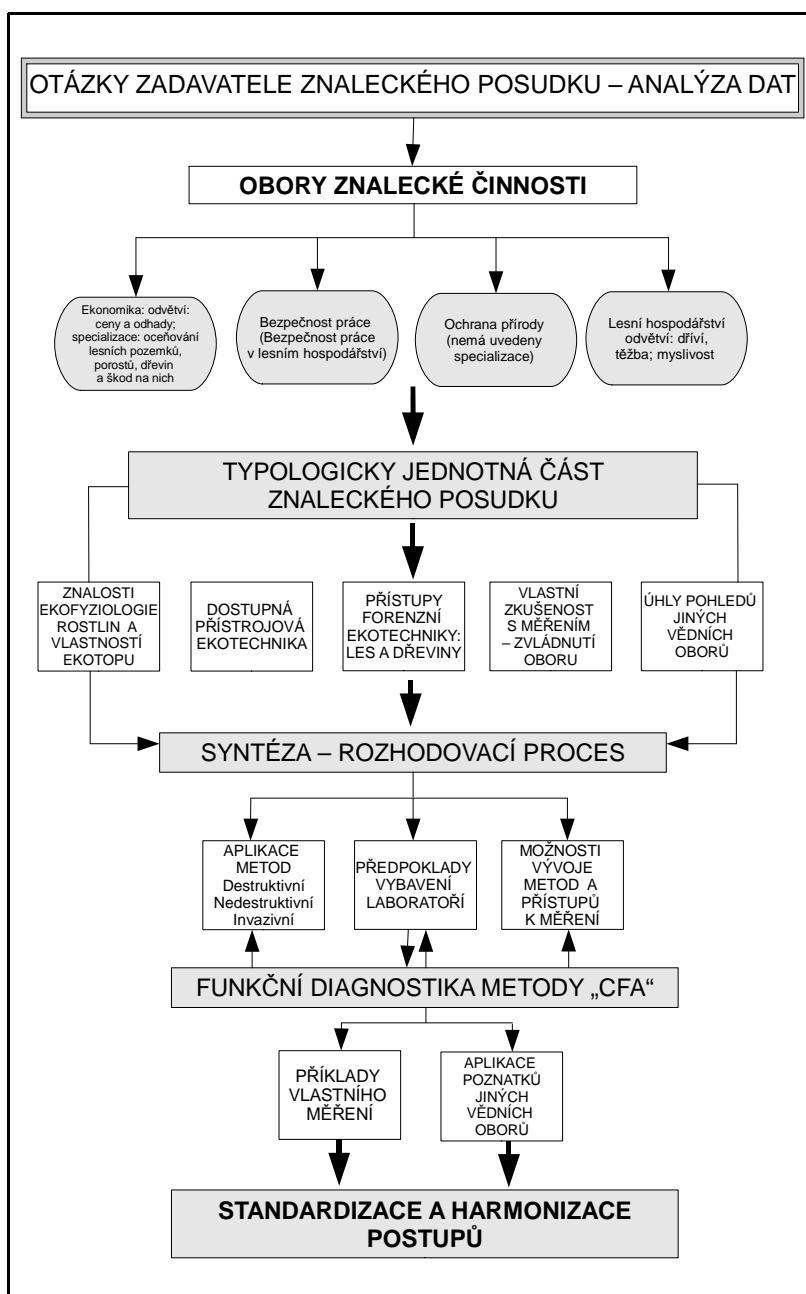 OTÁZKY ZADAVATELE ZNALECKÉHO POSUDKU – ANALÝZA DAT
OBORY ZNALECKÉ ČINNOSTI
Ekonomika: odvětví:
ceny a odhady;
specializace: oceňování
lesních pozemků,
porostů, dřevin
a škod na nich
Bezpečnost práce
(Bezpečnost práce
v lesním hospodářství)
Ochrana přírody
(nemá uvedeny
specializace)
Lesní hospodářství
odvětví: dříví,
těžba; myslivost
TYPOLOGICKY JEDNOTNÁ ČÁST
ZNALECKÉHO POSUDKU
ZNALOSTI
EKOFYZIOLOGIE
ROSTLIN A
VLASTNOSTÍ
EKOTOPU
DOSTUPNÁ
PŘÍSTROJOVÁ
EKOTECHNIKA
PŘÍSTUPY
FORENZNÍ
EKOTECHNIKY:
LES A DŘEVINY
VLASTNÍ
ZKUŠENOST
S MĚŘENÍM
– ZVLÁDNUTÍ
OBORU
ÚHLY POHLEDŮ
JINÝCH
VĚDNÍCH
OBORŮ
SYNTÉZA – ROZHODOVACÍ PROCES
APLIKACE
METOD
Destruktivní
Nedestruktivní
Invazivní
PŘEDPOKLADY
VYBAVENÍ
LABORATOŘÍ
MOŽNOSTI
VÝVOJE
METOD A
PŘÍSTUPŮ
K MĚŘENÍ
FUNKČNÍ DIAGNOSTIKA METODY „CFA“
PŘÍKLADY
VLASTNÍHO
MĚŘENÍ
APLIKACE
POZNATKŮ
JINÝCH
VĚDNÍCH
OBORŮ
STANDARDIZACE A HARMONIZACE
POSTUPŮ